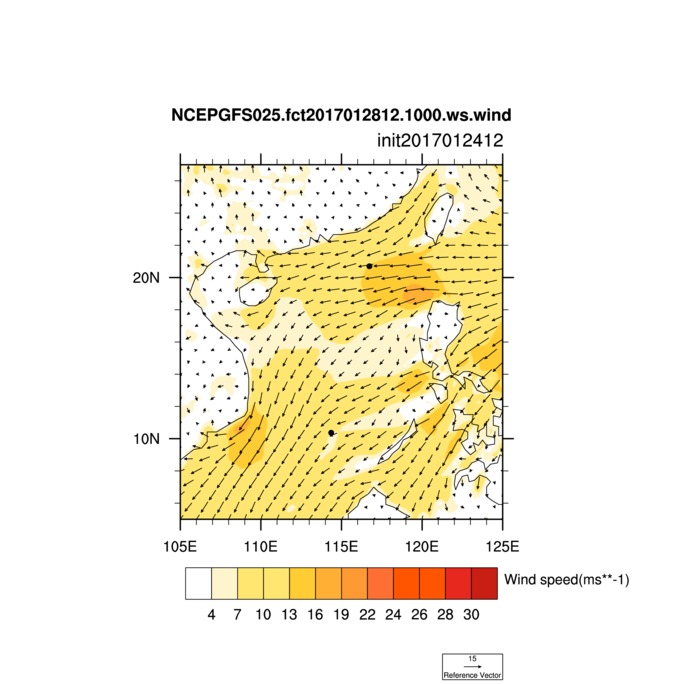 NCEPGFS025.fct2017012812.1000.ws.wind
init2017012412
20N
10N
105E 110E 115E 120E 125E
Wind speed(ms**-1)
4 7 10 13 16 19 22 24 26 28 30
15
Reference Vector